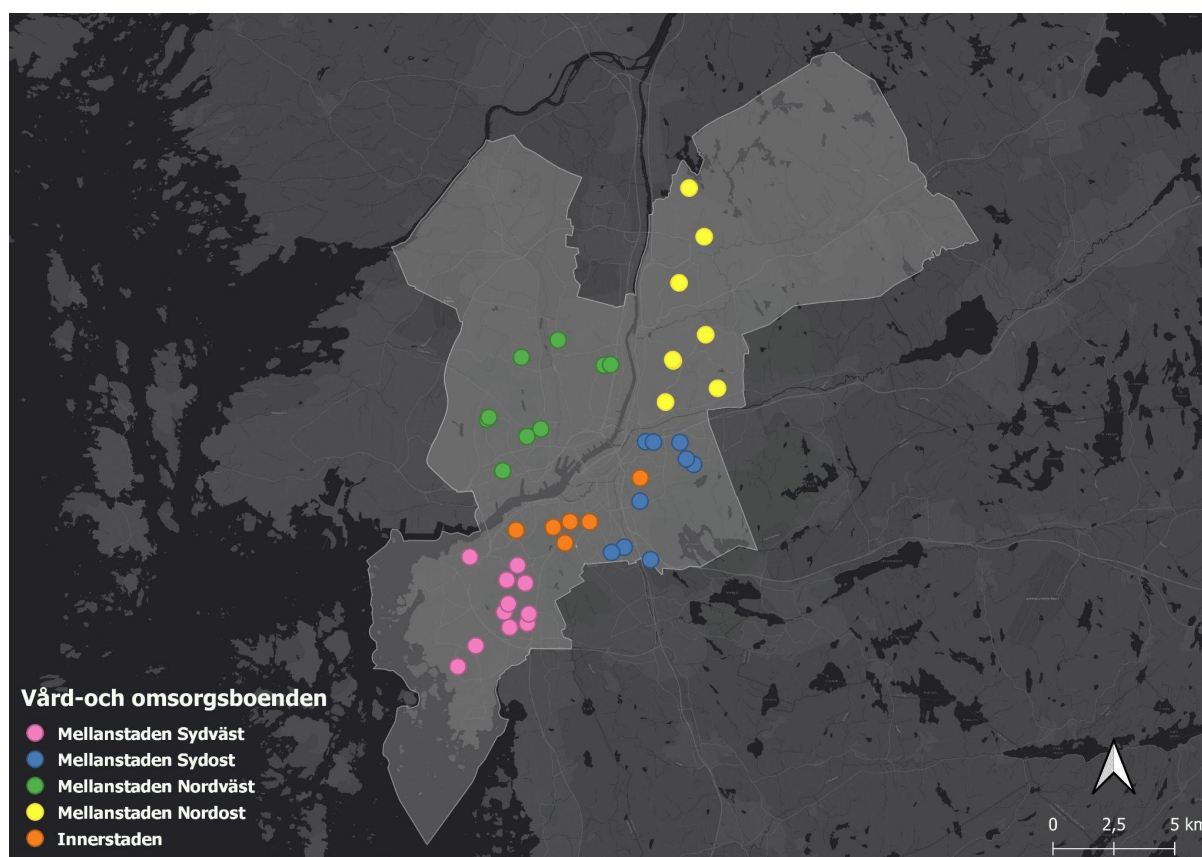 Vård-och omsorgsboenden
Mellanstaden Sydväst
Mellanstaden Sydost
Mellanstaden Nordväst
Mellanstaden Nordost
Innerstaden
0 2,5 5 km